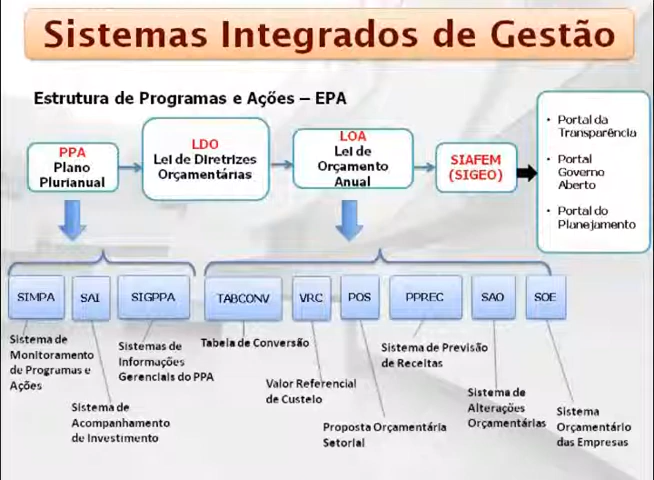 Sistemas Integrados de Gestão
Estrutura de Programas e Ações – EPA
PPA
Plano
Plurianual
LDO
Lei de Diretrizes
Orçamentárias
LOA
Lei de
Orçamento
Anual
SIAFEM
(SIGEO)
• Portal da
Transparência
• Portal
Governo
Aberto
• Portal do
Planejamento
SIMPA
SAI
SIGPPA
TABCONV
VRC
POS
PPREC
SAO
SOE
Sistema de
Monitoramento
de Programas e
Ações
Sistema de
Acompanhamento
de Investimento
Sistemas de
Informações
Gerenciais do PPA
Tabela de Conversão
Valor Referencial
de Custeio
Proposta Orçamentária
Setorial
Sistema de Previsão
de Receitas
Sistema de
Alterações
Orçamentárias
Sistema
Orçamentário
das Empresas